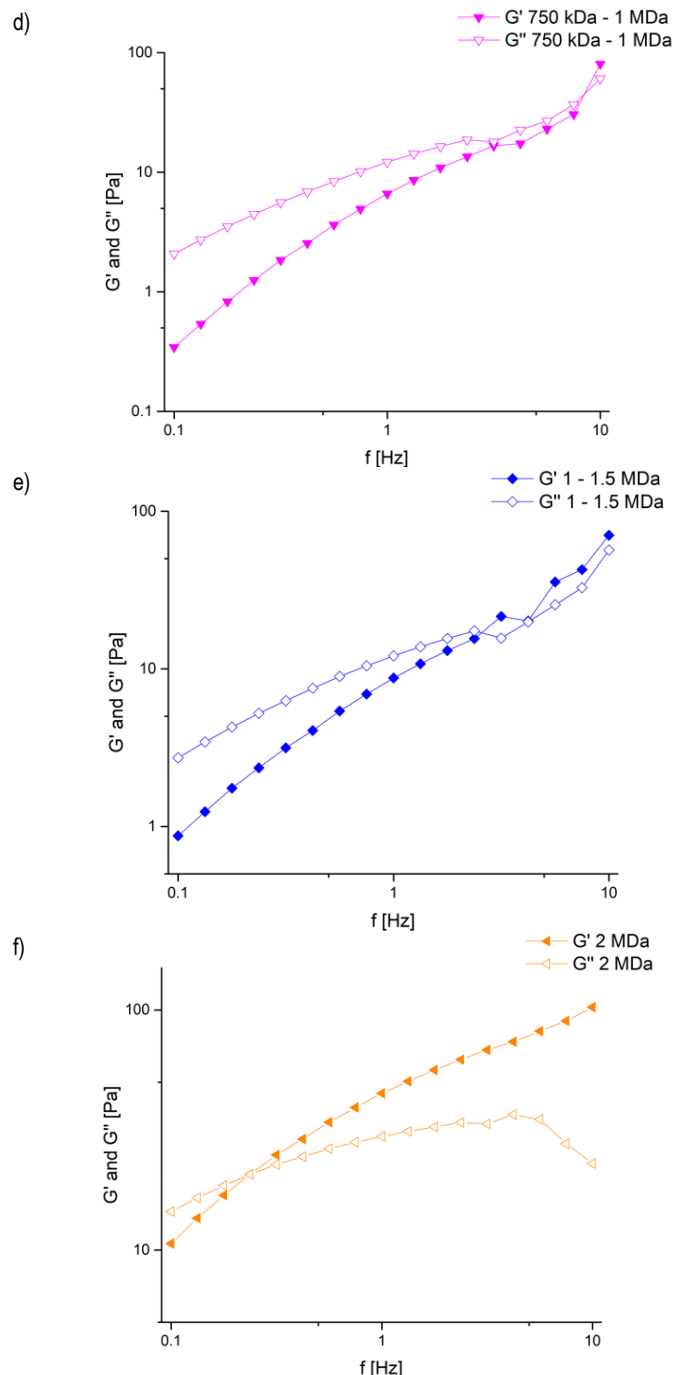 d)
G' 750 kDa - 1 MDa
G'' 750 kDa - 1 MDa
100
10
1
0.1
G' and G'' [Pa]
0.1 1 10
f [Hz]
e)
G' 1 - 1.5 MDa
G'' 1 - 1.5 MDa
100
10
1
G' and G'' [Pa]
0.1 1 10
f [Hz]
f)
G' 2 MDa
G'' 2 MDa
100
10
G' and G'' [Pa]
0.1 1 10
f [Hz]